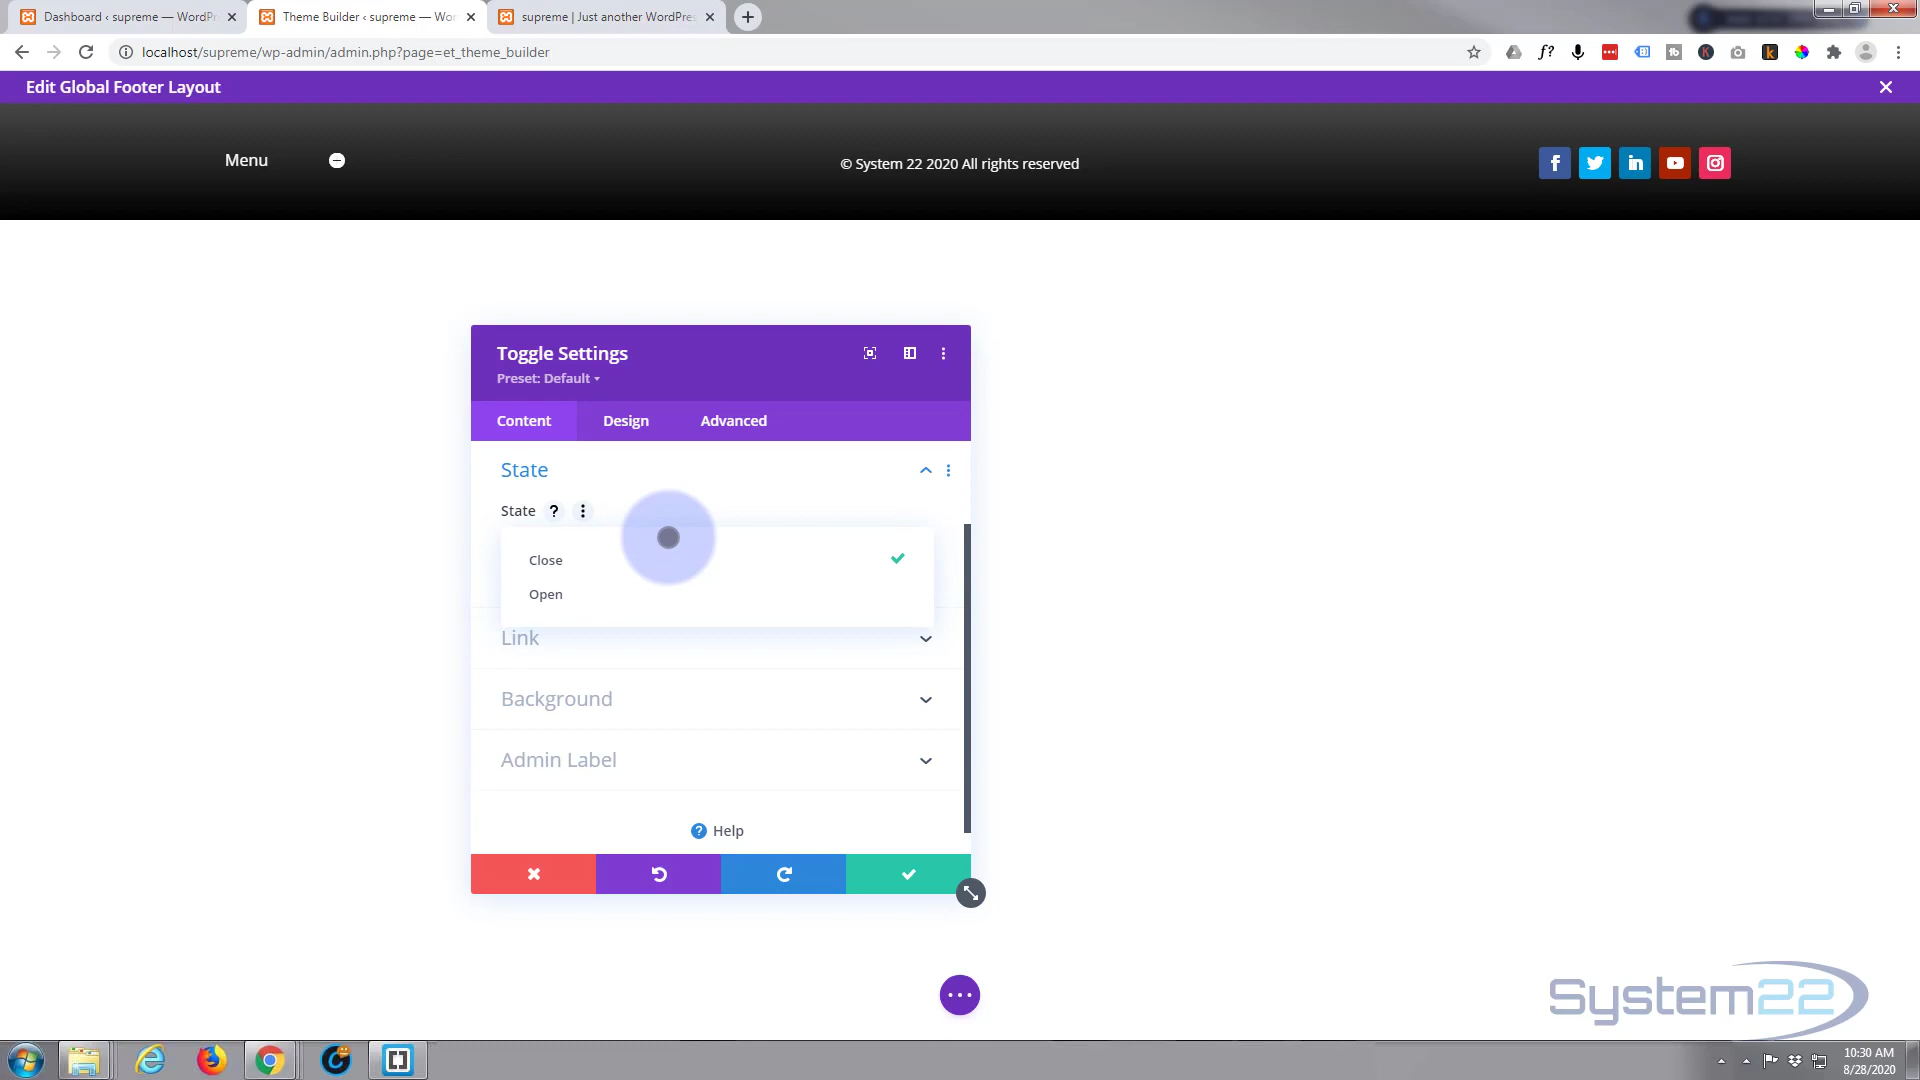 Dashboard ‹ supreme — WordPr
Theme Builder ‹ supreme — Wor
supreme | Just another WordPres
localhost/supreme/wp-admin/admin.php?page=et_theme_builder
Edit Global Footer Layout
Menu
© System 22 2020 All rights reserved
Toggle Settings
Preset: Default
Content
Design
Advanced
State
State ?
Close
Open
Link
Background
Admin Label
? Help
System22
10:30 AM
8/28/2020